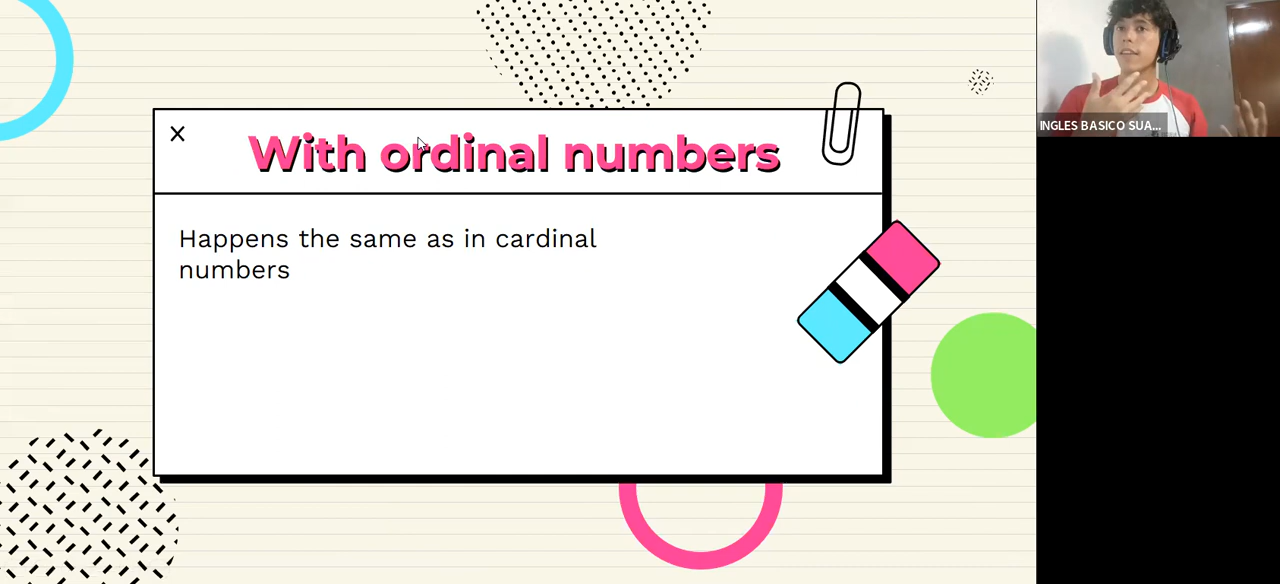 With ordinal numbers
Happens the same as in cardinal
numbers
INGLES BASICO SUA...